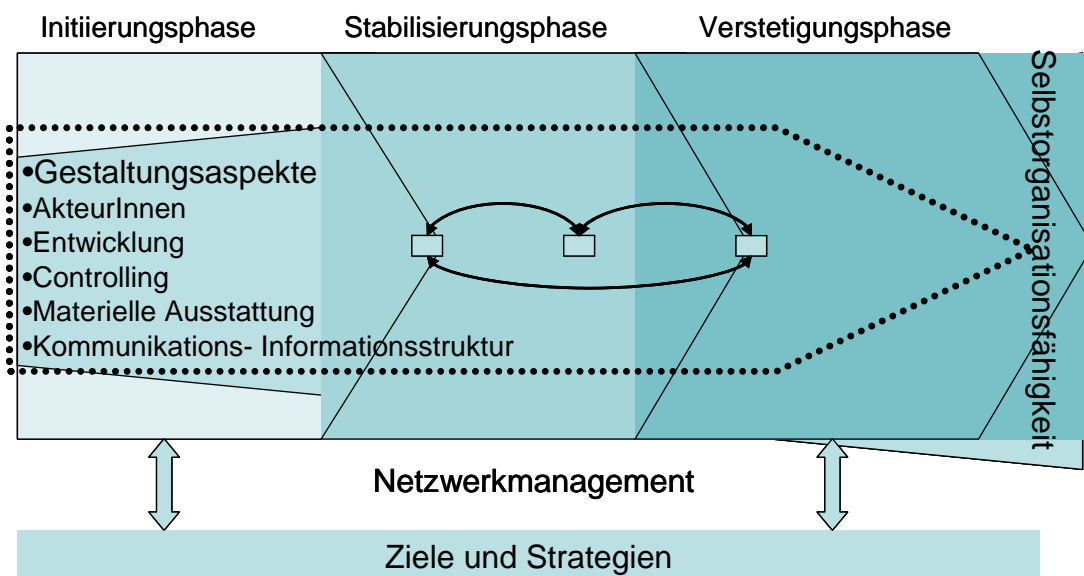 Initiierungsphase Stabilisierungsphase Verstetigungsphase
Selbstorganisationsfähigkeit
•Gestaltungsaspekte
•AkteurInnen
•Entwicklung
•Controlling
•Materielle Ausstattung
•Kommunikations- Informationsstruktur
Netzwerkmanagement
Ziele und Strategien